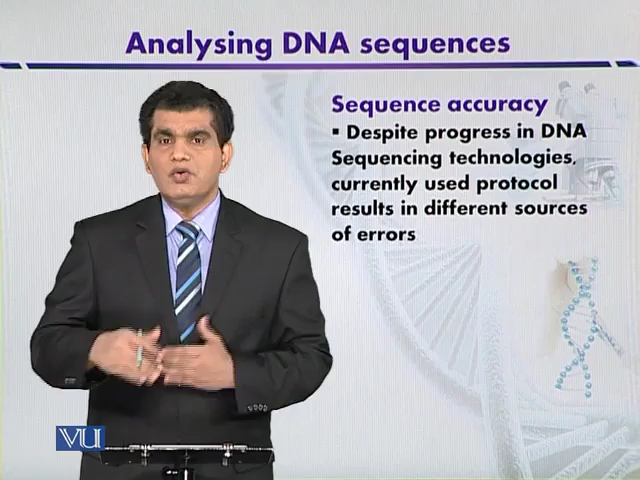 Analysing DNA sequences
Sequence accuracy
▪ Despite progress in DNA
Sequencing technologies,
currently used protocol
results in different sources
of errors
VU